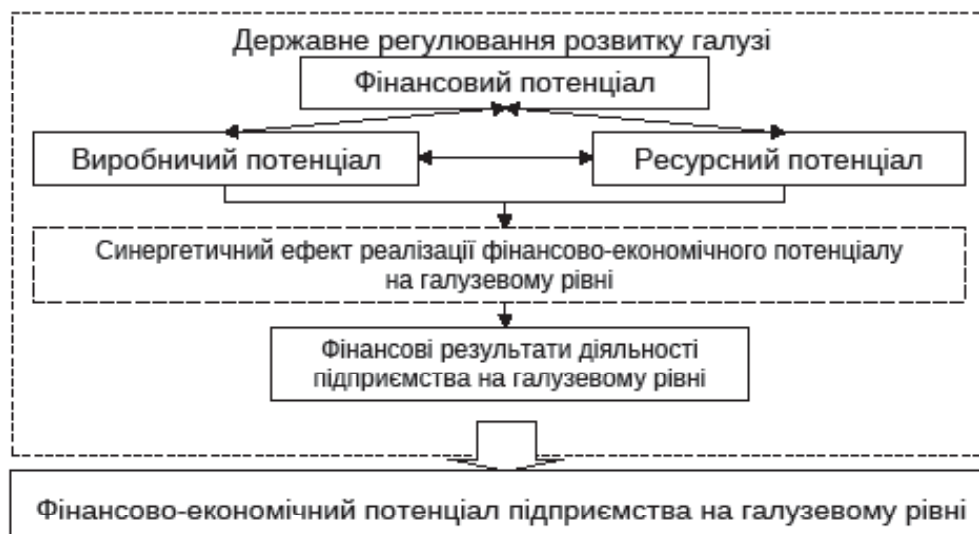 Державне регулювання розвитку галузі
Фінансовий потенціал
Виробничий потенціал
Ресурсний потенціал
Синергетичний ефект реалізації фінансово-економічного потенціалу
на галузевому рівні
Фінансові результати діяльності
підприємства на галузевому рівні
Фінансово-економічний потенціал підприємства на галузевому рівні